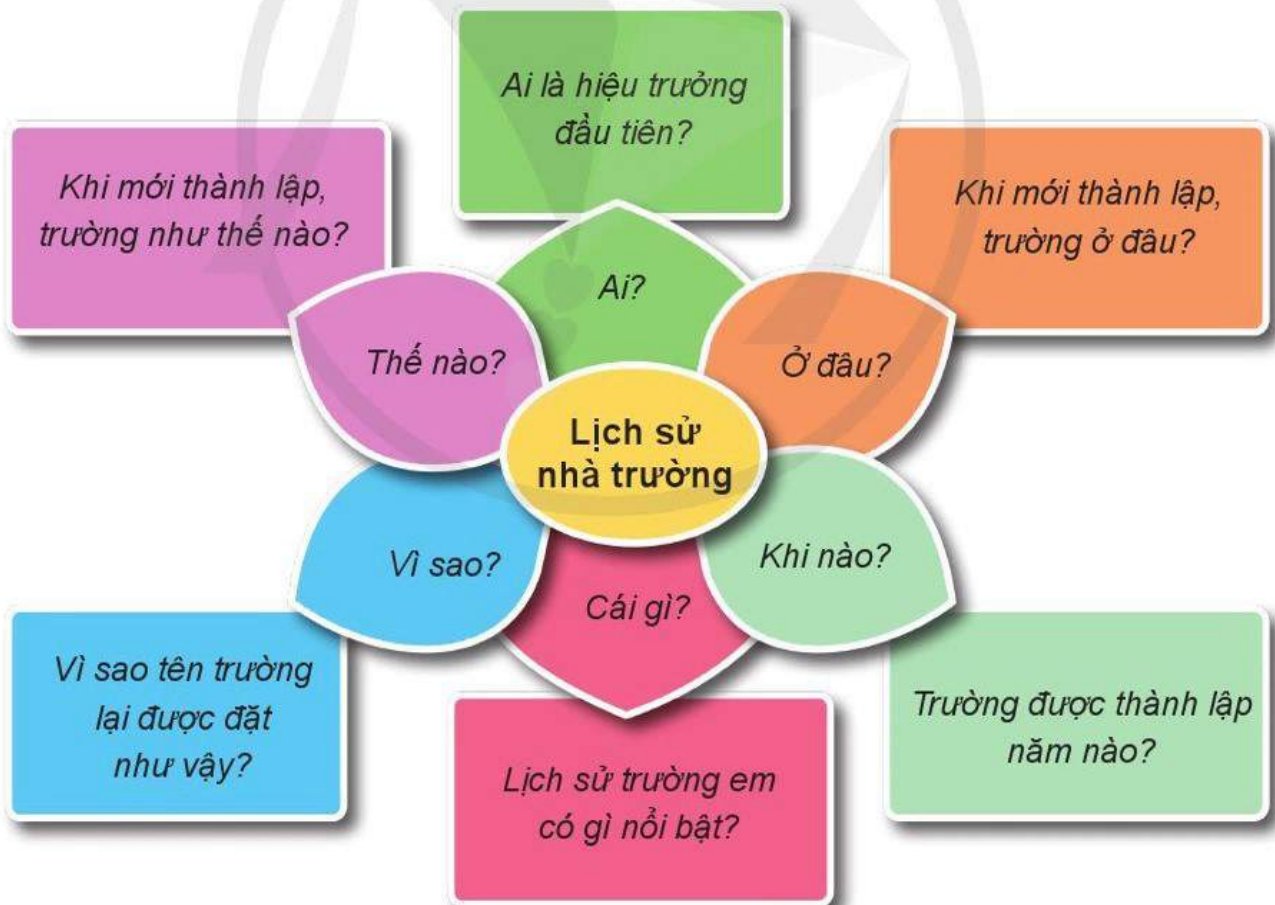 Ai là hiệu trưởng
đầu tiên?
Khi mới thành lập,
trường như thế nào?
Khi mới thành lập,
trường ở đâu?
Ai?
Thế nào?
Ở đâu?
Lịch sử
nhà trường
Vì sao?
Khi nào?
Cái gì?
Vì sao tên trường
lại được đặt
như vậy?
Trường được thành lập
năm nào?
Lịch sử trường em
có gì nổi bật?